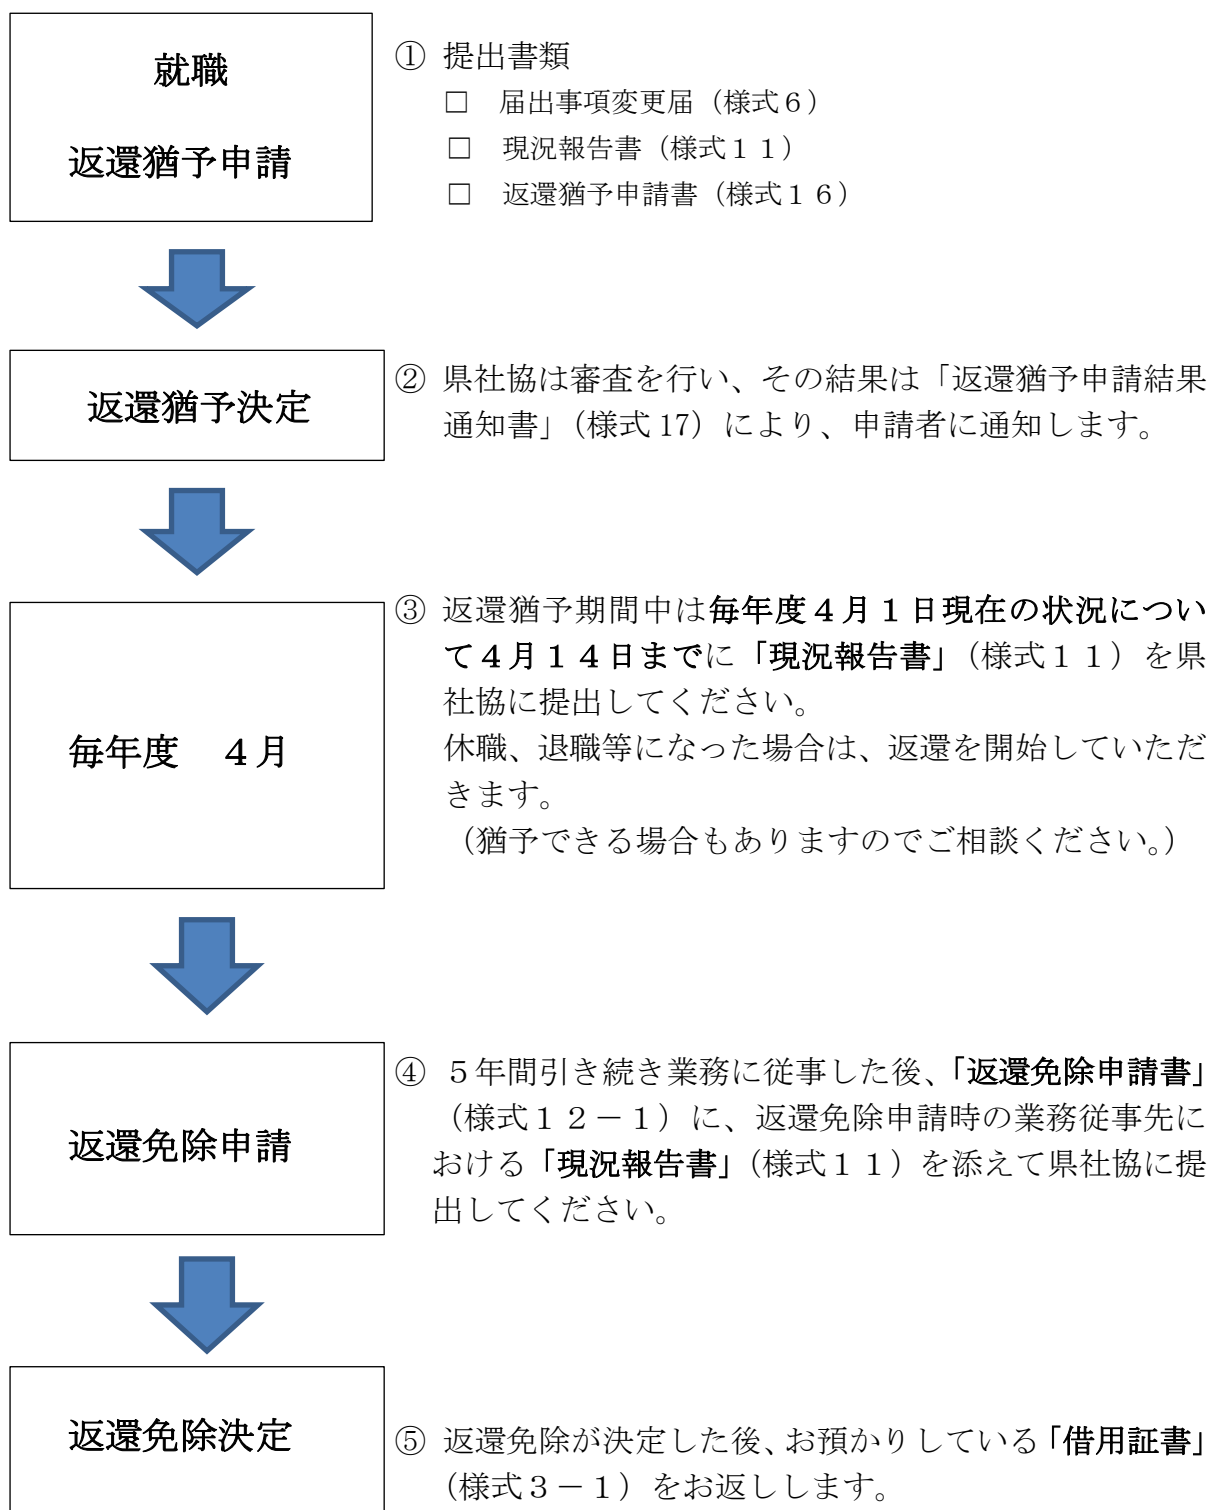 就職
返還猶予申請
① 提出書類
□ 届出事項変更届（様式６）
□ 現況報告書（様式１１）
□ 返還猶予申請書（様式１６）
返還猶予決定
② 県社協は審査を行い、その結果は「返還猶予申請結果
通知書」（様式 17）により、申請者に通知します。
毎年度　４月
③ 返還猶予期間中は毎年度４月１日現在の状況につい
て４月１４日までに「現況報告書」（様式１１）を県
社協に提出してください。
休職、退職等になった場合は、返還を開始していただ
きます。
（猶予できる場合もありますのでご相談ください。）
返還免除申請
④ ５年間引き続き業務に従事した後、「返還免除申請書」
（様式１２－１）に、返還免除申請時の業務従事先に
おける「現況報告書」（様式１１）を添えて県社協に提
出してください。
返還免除決定
⑤ 返還免除が決定した後、お預かりしている「借用証書」
（様式３－１）をお返しします。